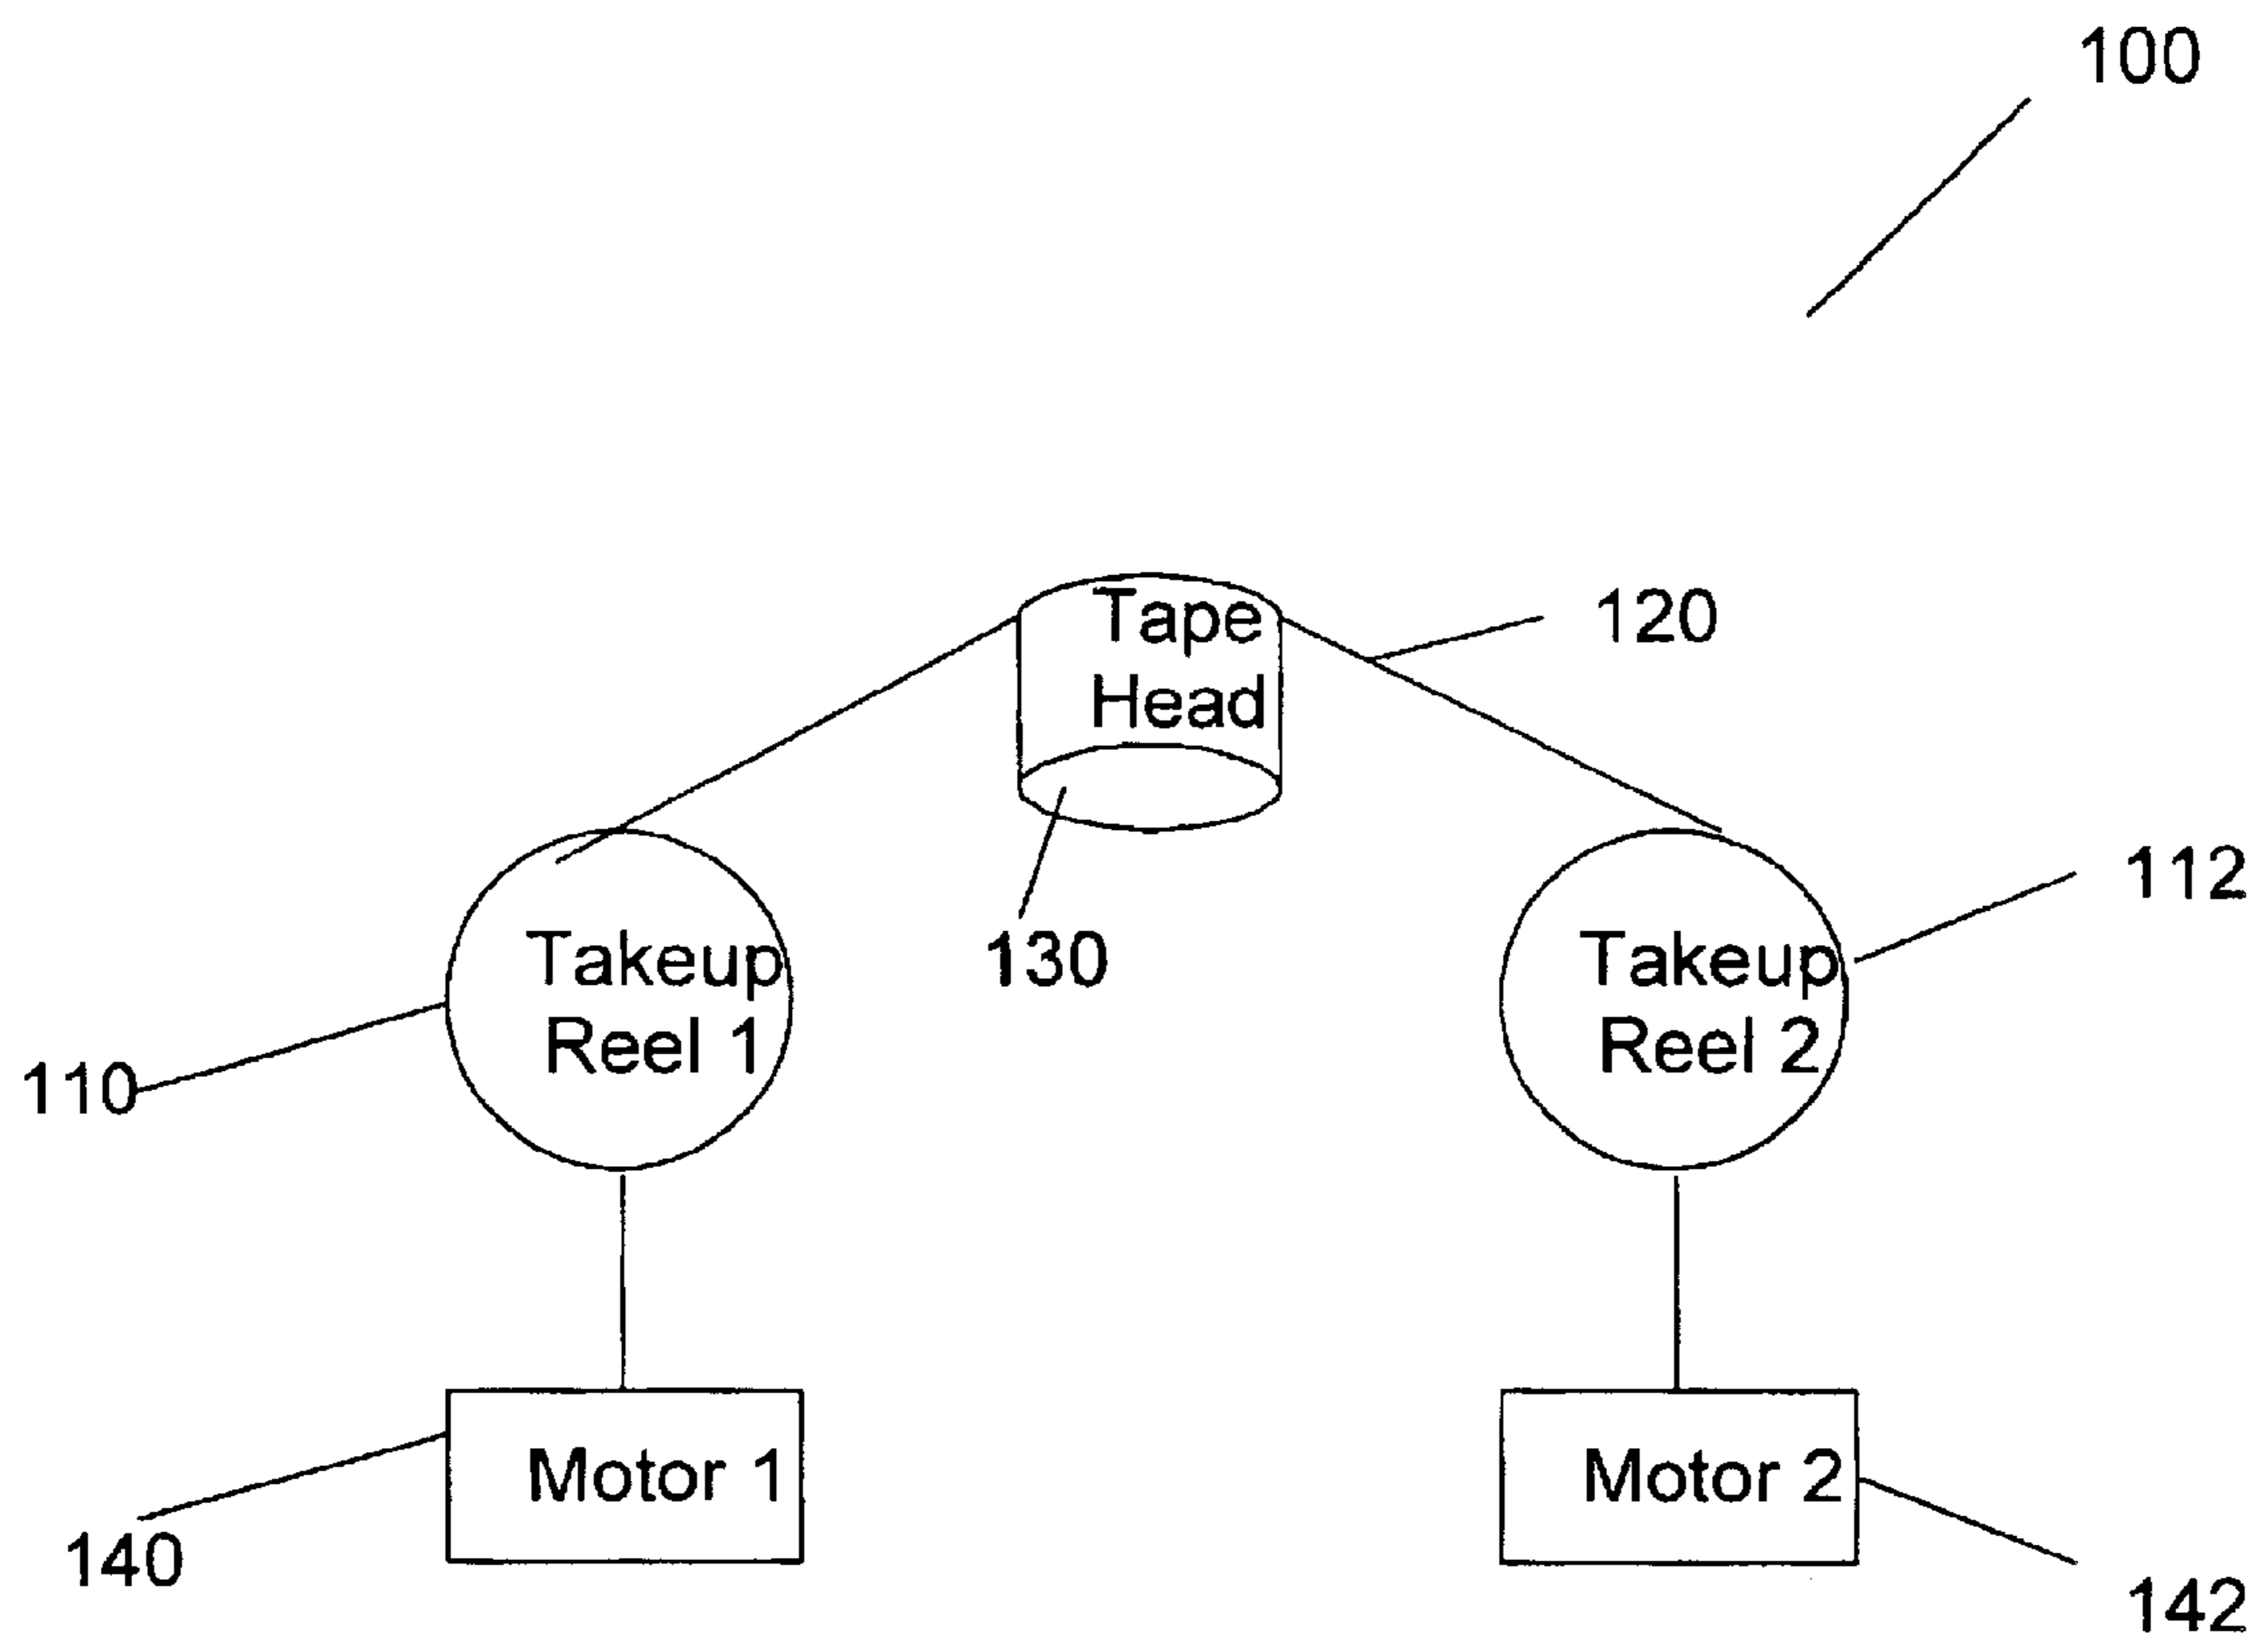 100
Tape
Head
120
112
130
Takeup
Reel 1
Takeup
Reel 2
110
Motor 1
Motor 2
140
142